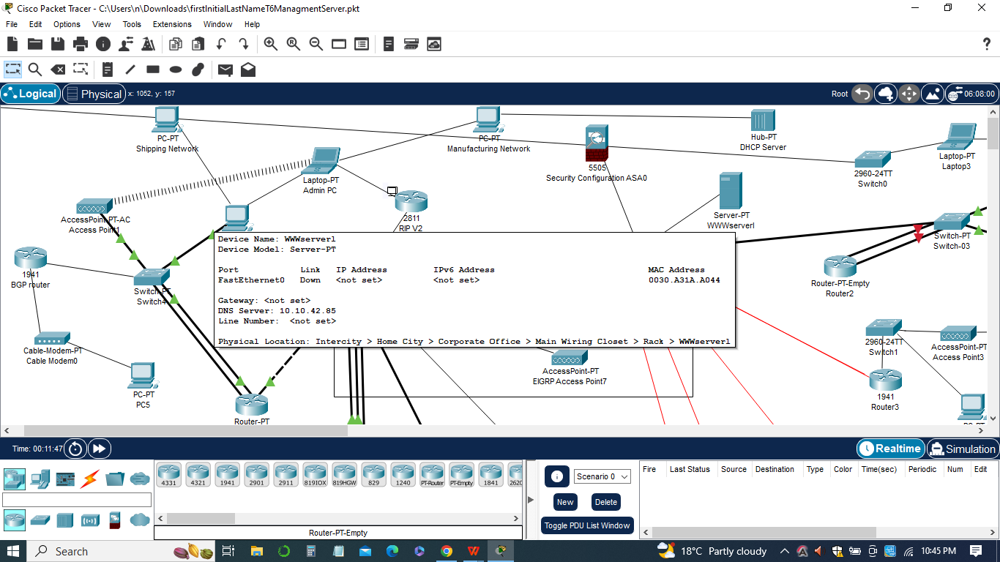 Cisco Packet Tracer - C:\Users\n\Downloads\firstInitialLastNameT6ManagmentServer.pkt
File Edit Options View Tools Extensions Window Help
Logical Physical x: 1052, y: 157 Root 06:08:00
PC-PT
Shipping Network
PC-PT
Manufacturing Network
Hub-PT
DHCP Server
5505
Security Configuration ASA0
Laptop-PT
Laptop3
2960-24TT
Switch0
Laptop-PT
Admin PC
2811
RIP V2
Server-PT
WWWserverl
AccessPoint-PT-AC
Access Point1
Switch-PT
Switch-03
1941
BGP router
Switch-PT
Switch4
Router-PT-Empty
Router2
Device Name: WWWserverl
Device Model: Server-PT
Port Link IP Address IPv6 Address MAC Address
FastEthernet0 Down <not set> <not set> 0030.A31A.A044
Gateway: <not set>
DNS Server: 10.10.42.85
Line Number: <not set>
Physical Location: Intercity > Home City > Corporate Office > Main Wiring Closet > Rack > WWWserverl
Cable-Modem-PT
Cable Modem0
PC-PT
PC5
AccessPoint-PT
EIGRP Access Point7
2960-24TT
Switch1
AccessPoint-PT
Access Point3
1941
Router3
Router-PT
Time: 00:11:47 Realtime Simulation
4331 4321 1941 2901 2911 819IOX 819HGW 829 1240 PT-Router PT-Empty 1841 2620
Router-PT-Empty
Scenario 0
New Delete
Toggle PDU List Window
Fire Last Status Source Destination Type Color Time(sec) Periodic Num Edit
Search 18°C Partly cloudy 10:45 PM